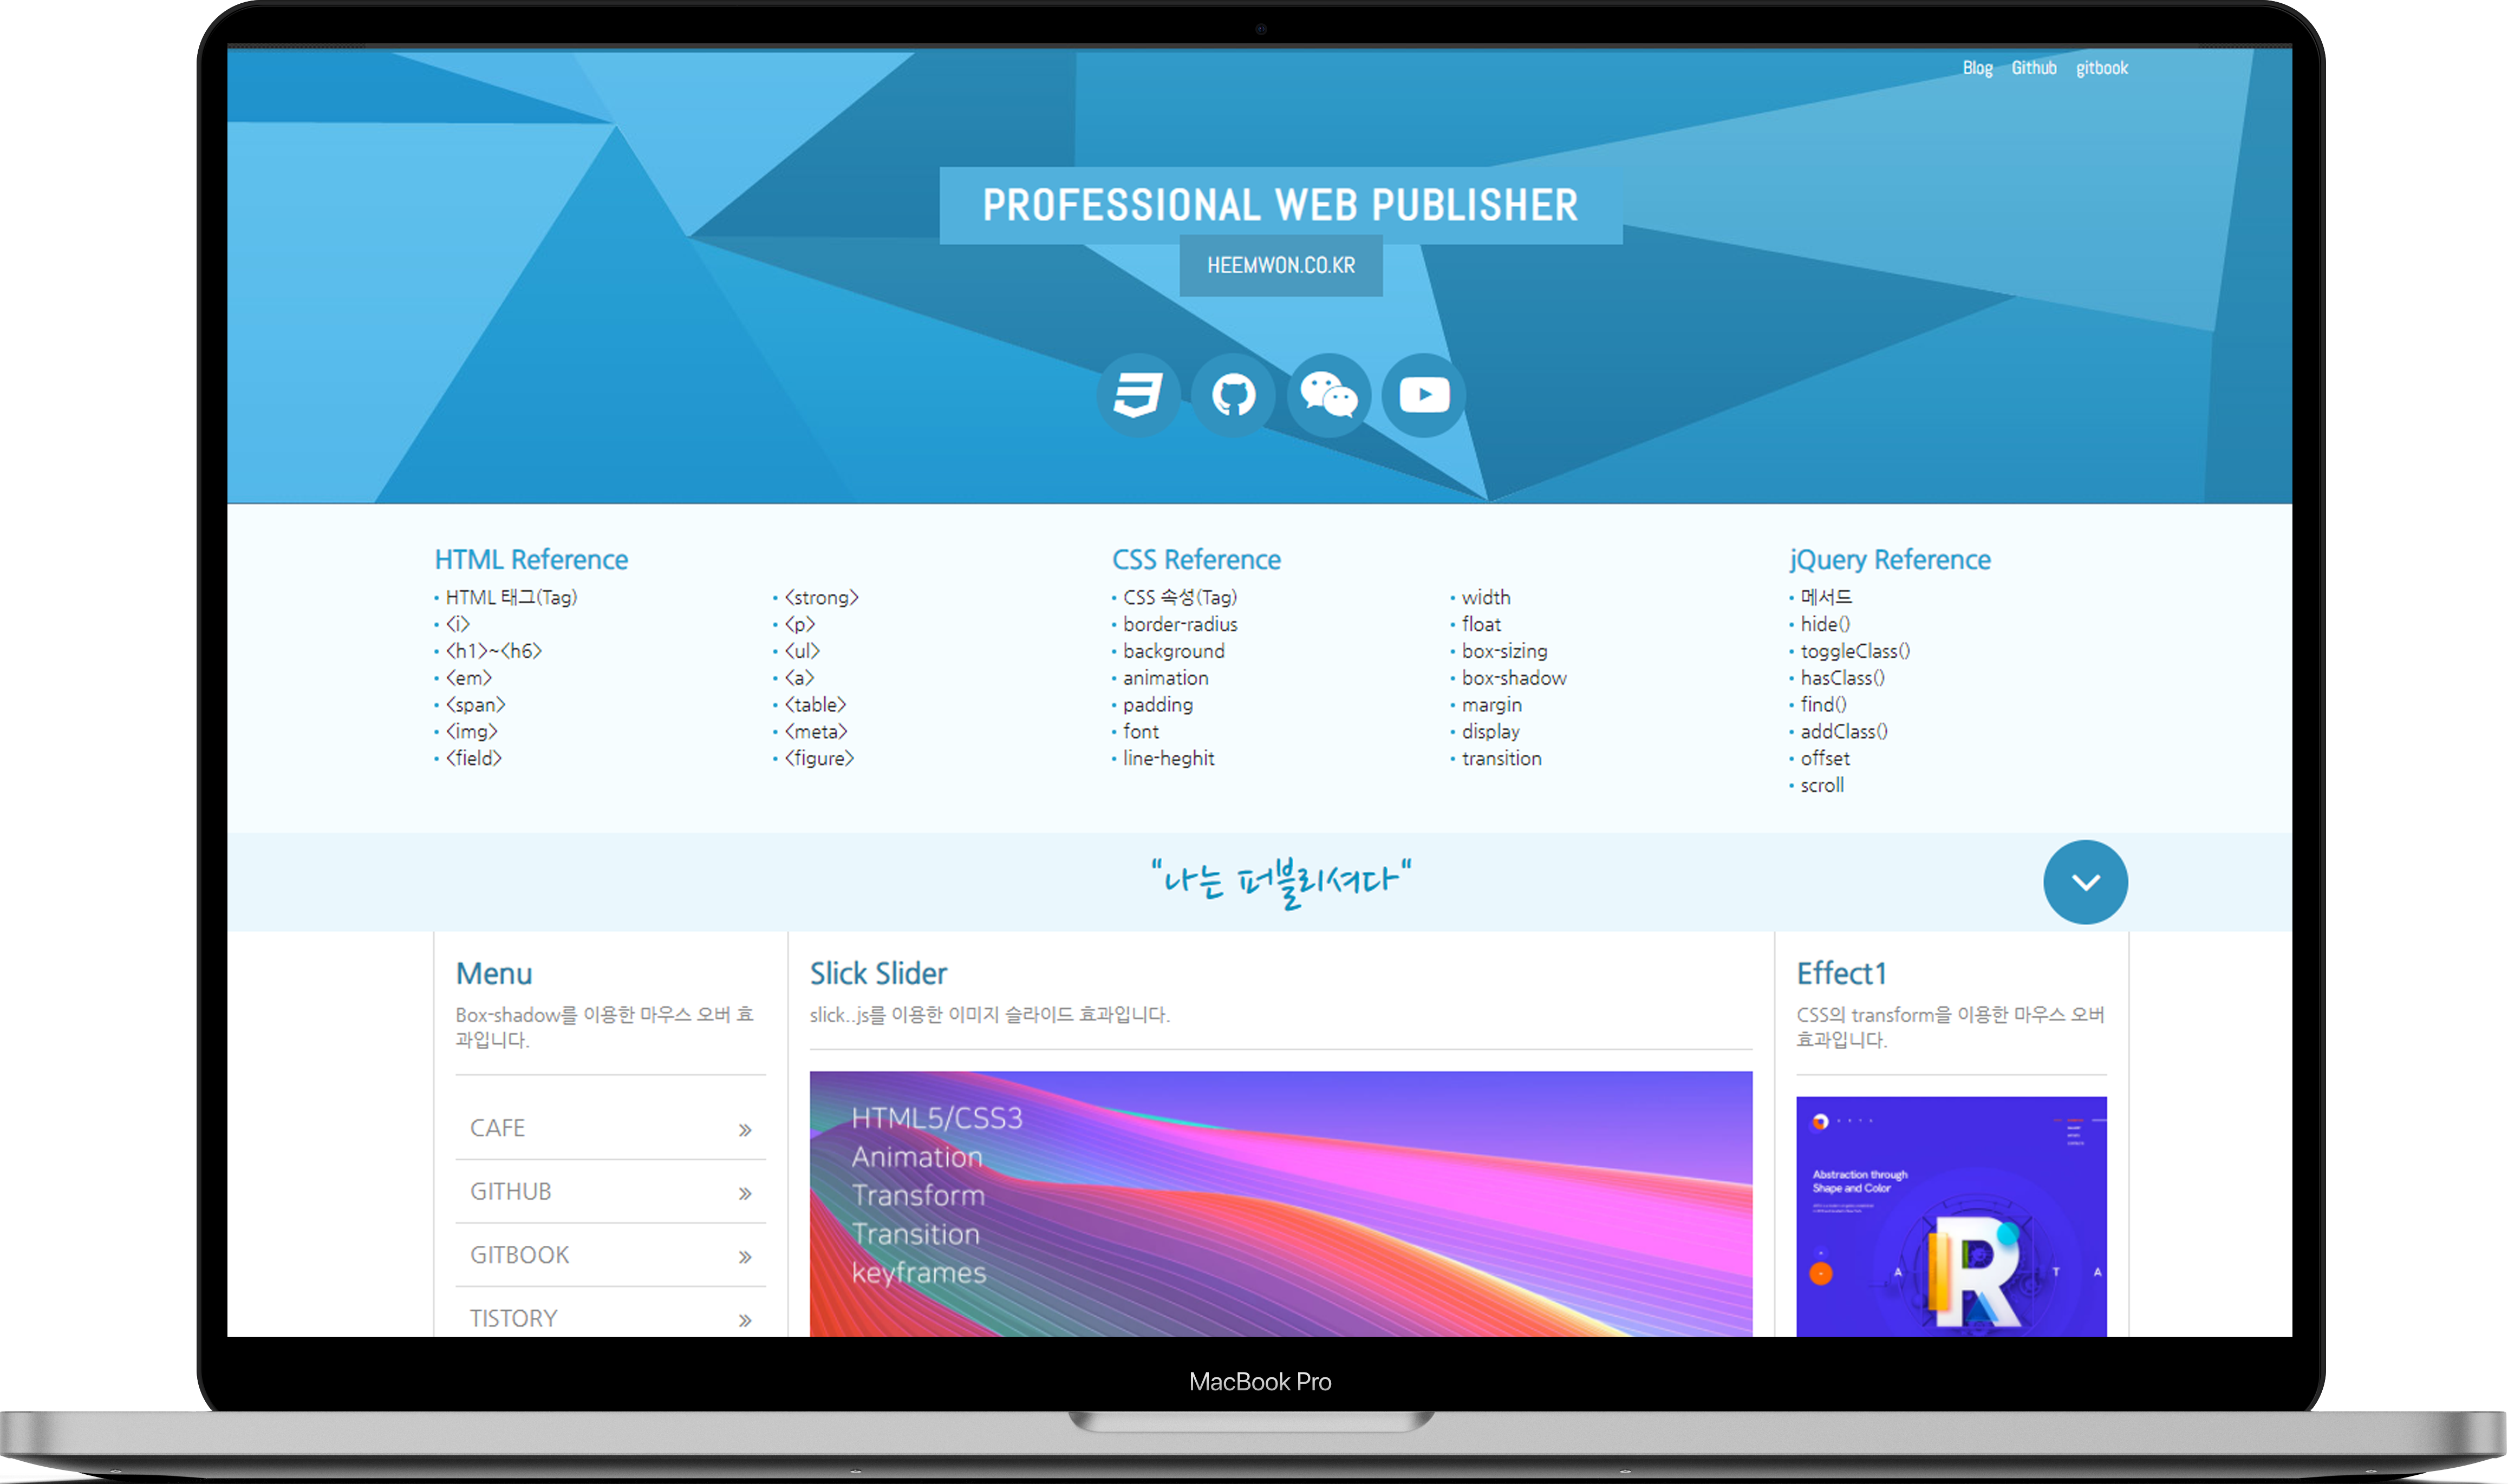 Blog Github gitbook
PROFESSIONAL WEB PUBLISHER
HEEMWON.CO.KR
HTML Reference
• HTML 태그(Tag)
• <i>
• <h1>~<h6>
• <em>
• <span>
• <img>
• <field>
• <strong>
• <p>
• <ul>
• <a>
• <table>
• <meta>
• <figure>
CSS Reference
• CSS 속성(Tag)
• border-radius
• background
• animation
• padding
• font
• line-heghit
• width
• float
• box-sizing
• box-shadow
• margin
• display
• transition
jQuery Reference
• 메서드
• hide()
• toggleClass()
• hasClass()
• find()
• addClass()
• offset
• scroll
"나는 퍼블리셔다"
Menu
Box-shadow를 이용한 마우스 오버 효
과입니다.
CAFE »
GITHUB »
GITBOOK »
TISTORY »
Slick Slider
slick..js를 이용한 이미지 슬라이드 효과입니다.
HTML5/CSS3
Animation
Transform
Transition
keyframes
Effect1
CSS의 transform을 이용한 마우스 오버
효과입니다.
Abstraction through
Shape and Color
A R T A
MacBook Pro